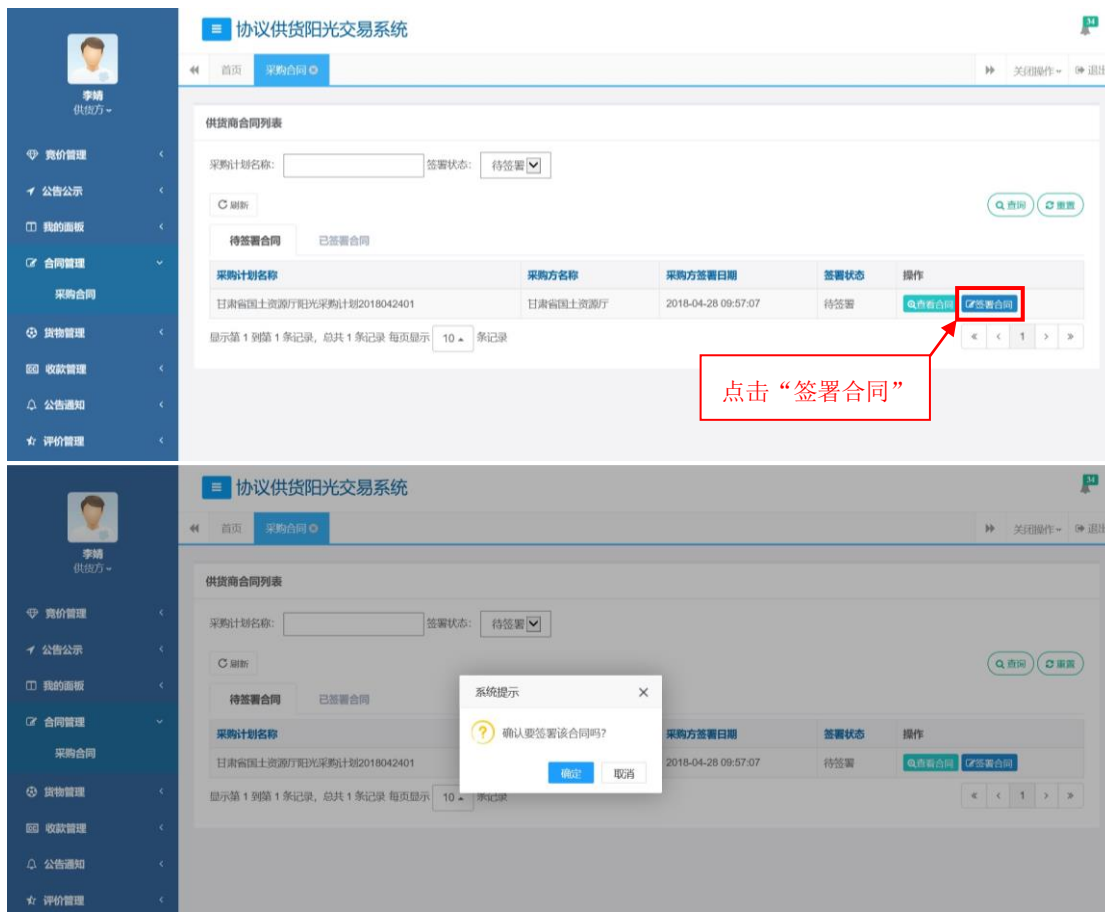 协议供货阳光交易系统
34
首页 采购合同 关闭操作 退出
李婧
供货方
竞价管理
公告公示
我的面板
合同管理
采购合同
货物管理
收款管理
公告通知
评价管理
供货商合同列表
采购计划名称: 签署状态: 待签署
刷新 查询 重置
待签署合同 已签署合同
采购计划名称 采购方名称 采购方签署日期 签署状态 操作
甘肃省国土资源厅阳光采购计划2018042401 甘肃省国土资源厅 2018-04-28 09:57:07 待签署 查看合同 签署合同
显示第 1 到第 1 条记录，总共 1 条记录 每页显示 10 条记录 « ‹ 1 › »
点击“签署合同”
协议供货阳光交易系统
34
首页 采购合同 关闭操作 退出
李婧
供货方
竞价管理
公告公示
我的面板
合同管理
采购合同
货物管理
收款管理
公告通知
评价管理
供货商合同列表
采购计划名称: 签署状态: 待签署
刷新 查询 重置
待签署合同 已签署合同
系统提示
确认要签署该合同吗?
确定 取消
采购计划名称 采购方签署日期 签署状态 操作
甘肃省国土资源厅阳光采购计划2018042401 2018-04-28 09:57:07 待签署 查看合同 签署合同
显示第 1 到第 1 条记录，总共 1 条记录 每页显示 10 条记录 « ‹ 1 › »